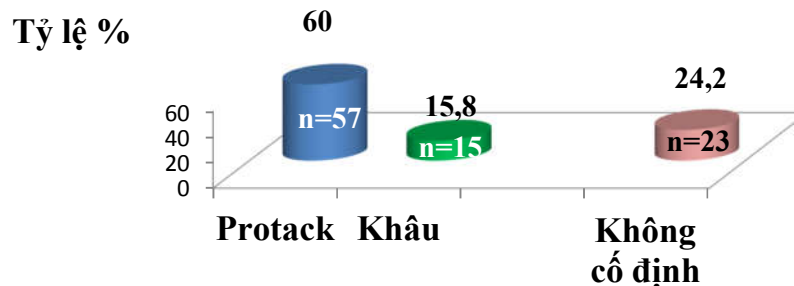 Tỷ lệ %
60
24,2
15,8
60
40
20
0
n=57
n=15
n=23
Protack Khâu
Không
cố định